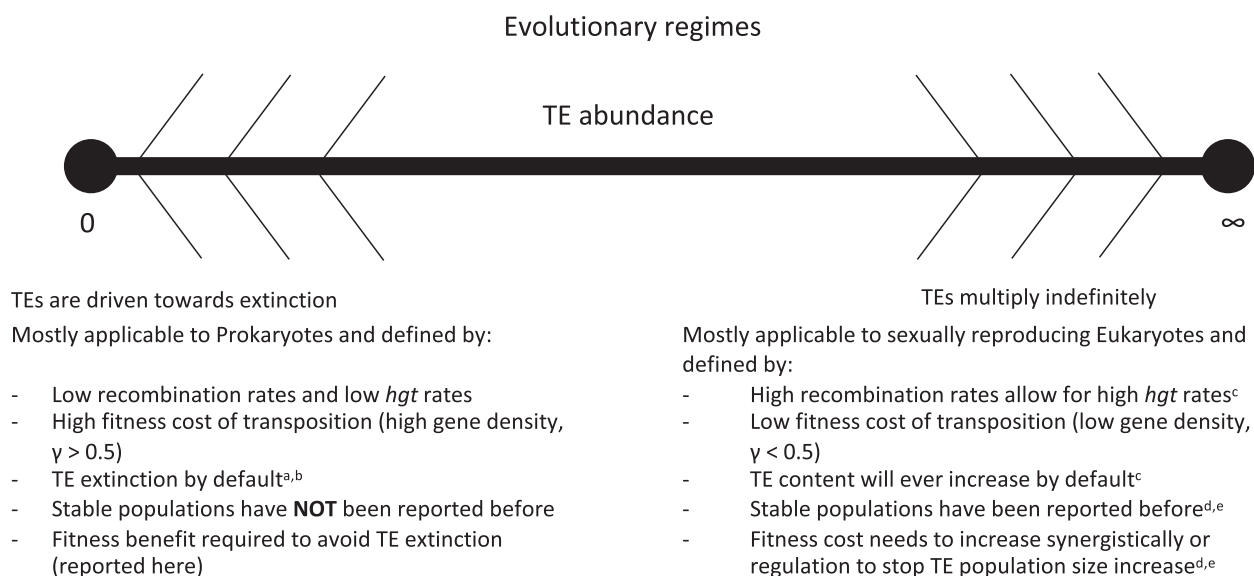 Evolutionary regimes
TE abundance
0
∞
TEs are driven towards extinction
Mostly applicable to Prokaryotes and defined by:
- Low recombination rates and low hgt rates
- High fitness cost of transposition (high gene density,
γ > 0.5)
- TE extinction by defaultᵃ,ᵇ
- Stable populations have NOT been reported before
- Fitness benefit required to avoid TE extinction
(reported here)
TEs multiply indefinitely
Mostly applicable to sexually reproducing Eukaryotes and
defined by:
- High recombination rates allow for high hgt ratesᶜ
- Low fitness cost of transposition (low gene density,
γ < 0.5)
- TE content will ever increase by defaultᶜ
- Stable populations have been reported beforeᵈ,ᵉ
- Fitness cost needs to increase synergistically or
regulation to stop TE population size increaseᵈ,ᵉ